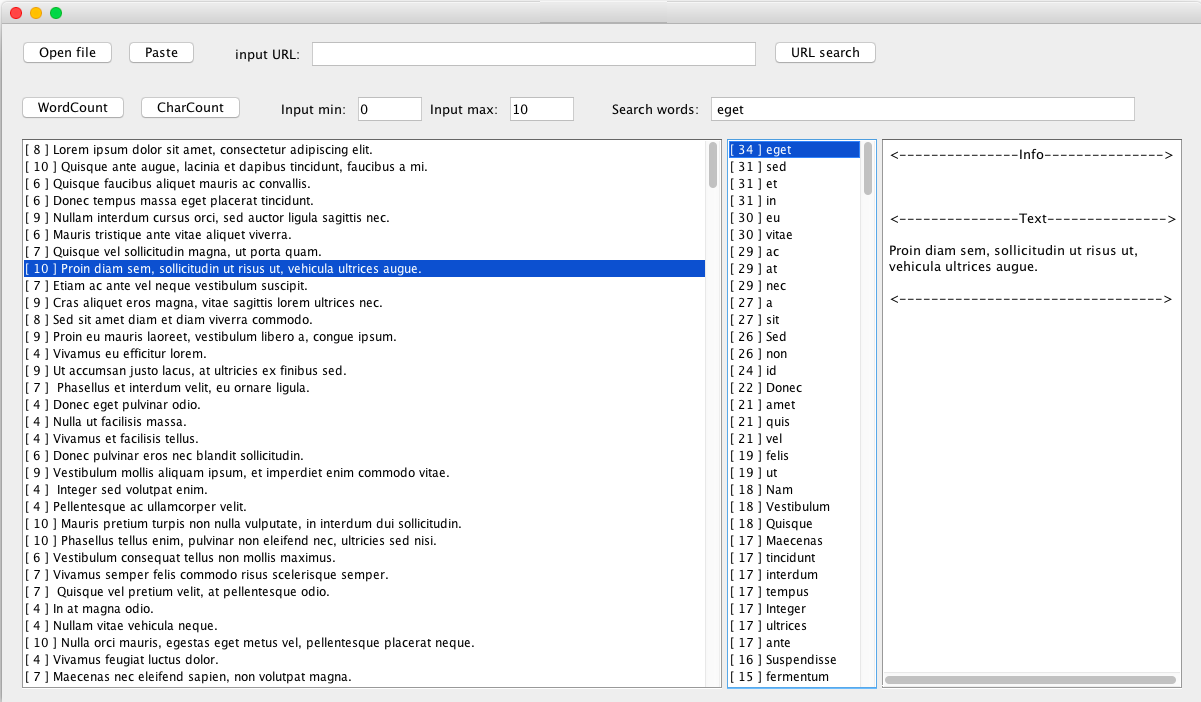 Open file Paste input URL: URL search
WordCount CharCount Input min: 0 Input max: 10 Search words: eget
[ 8 ] Lorem ipsum dolor sit amet, consectetur adipiscing elit.
[ 10 ] Quisque ante augue, lacinia et dapibus tincidunt, faucibus a mi.
[ 6 ] Quisque faucibus aliquet mauris ac convallis.
[ 6 ] Donec tempus massa eget placerat tincidunt.
[ 9 ] Nullam interdum cursus orci, sed auctor ligula sagittis nec.
[ 6 ] Mauris tristique ante vitae aliquet viverra.
[ 7 ] Quisque vel sollicitudin magna, ut porta quam.
[ 10 ] Proin diam sem, sollicitudin ut risus ut, vehicula ultrices augue.
[ 7 ] Etiam ac ante vel neque vestibulum suscipit.
[ 9 ] Cras aliquet eros magna, vitae sagittis lorem ultrices nec.
[ 8 ] Sed sit amet diam et diam viverra commodo.
[ 9 ] Proin eu mauris laoreet, vestibulum libero a, congue ipsum.
[ 4 ] Vivamus eu efficitur lorem.
[ 9 ] Ut accumsan justo lacus, at ultricies ex finibus sed.
[ 7 ]  Phasellus et interdum velit, eu ornare ligula.
[ 4 ] Donec eget pulvinar odio.
[ 4 ] Nulla ut facilisis massa.
[ 4 ] Vivamus et facilisis tellus.
[ 6 ] Donec pulvinar eros nec blandit sollicitudin.
[ 9 ] Vestibulum mollis aliquam ipsum, et imperdiet enim commodo vitae.
[ 4 ]  Integer sed volutpat enim.
[ 4 ] Pellentesque ac ullamcorper velit.
[ 10 ] Mauris pretium turpis non nulla vulputate, in interdum dui sollicitudin.
[ 10 ] Phasellus tellus enim, pulvinar non eleifend nec, ultricies sed nisi.
[ 6 ] Vestibulum consequat tellus non mollis maximus.
[ 7 ] Vivamus semper felis commodo risus scelerisque semper.
[ 7 ]  Quisque vel pretium velit, at pellentesque odio.
[ 4 ] In at magna odio.
[ 4 ] Nullam vitae vehicula neque.
[ 10 ] Nulla orci mauris, egestas eget metus vel, pellentesque placerat neque.
[ 4 ] Vivamus feugiat luctus dolor.
[ 7 ] Maecenas nec eleifend sapien, non volutpat magna.
[ 34 ] eget
[ 31 ] sed
[ 31 ] et
[ 31 ] in
[ 30 ] eu
[ 30 ] vitae
[ 29 ] ac
[ 29 ] at
[ 29 ] nec
[ 27 ] a
[ 27 ] sit
[ 26 ] Sed
[ 26 ] non
[ 24 ] id
[ 22 ] Donec
[ 21 ] amet
[ 21 ] quis
[ 21 ] vel
[ 19 ] felis
[ 19 ] ut
[ 18 ] Nam
[ 18 ] Vestibulum
[ 18 ] Quisque
[ 17 ] Maecenas
[ 17 ] tincidunt
[ 17 ] interdum
[ 17 ] tempus
[ 17 ] Integer
[ 17 ] ultrices
[ 17 ] ante
[ 16 ] Suspendisse
[ 15 ] fermentum
<---------------Info--------------->
<---------------Text--------------->
Proin diam sem, sollicitudin ut risus ut,
vehicula ultrices augue.
<--------------------------------->